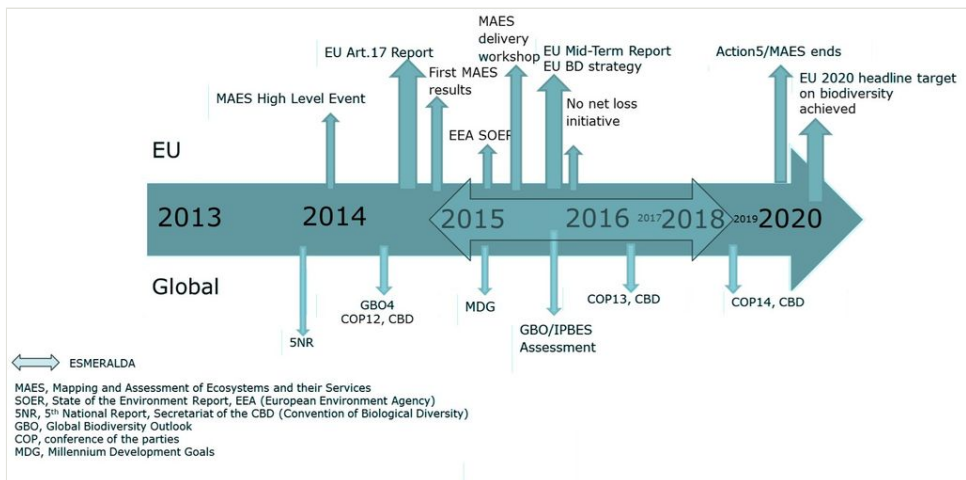 MAES
delivery
workshop
EU Mid-Term Report
EU BD strategy
Action5/MAES ends
EU Art.17 Report
First MAES
results
EU 2020 headline target
on biodiversity
achieved
MAES High Level Event
No net loss
initiative
EEA SOER
EU
2013 2014 2015 2016 2017 2018 2019 2020
Global
GBO4
COP12, CBD
MDG
COP13, CBD
COP14, CBD
5NR
GBO/IPBES
Assessment
ESMERALDA
MAES, Mapping and Assessment of Ecosystems and their Services
SOER, State of the Environment Report, EEA (European Environment Agency)
5NR, 5th National Report, Secretariat of the CBD (Convention of Biological Diversity)
GBO, Global Biodiversity Outlook
COP, conference of the parties
MDG, Millennium Development Goals